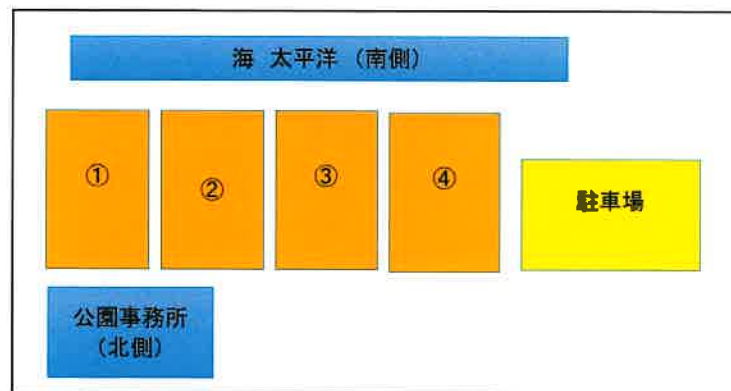 海 太平洋 （南側）
①
②
③
④
駐車場
公園事務所
（北側）